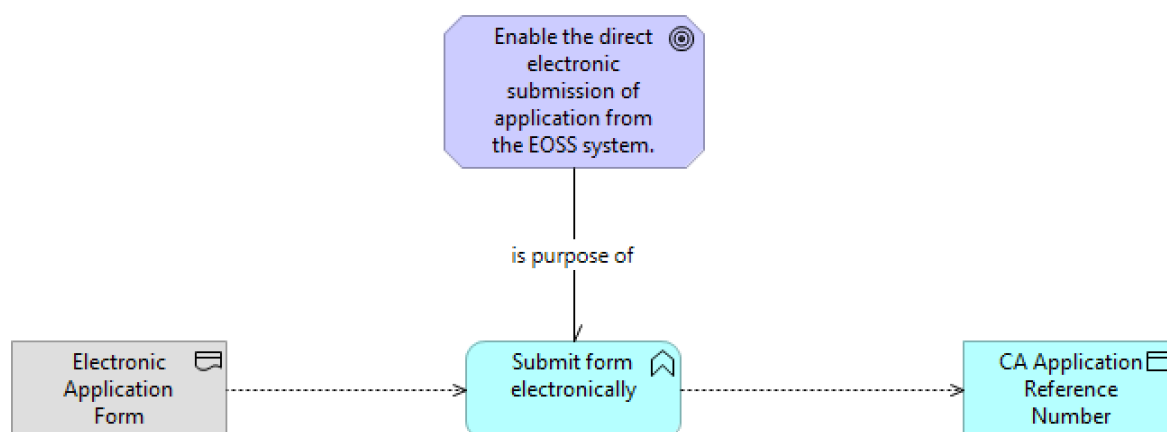 Enable the direct
electronic
submission of
application from
the EOSS system.
is purpose of
Electronic
Application
Form
Submit form
electronically
CA Application
Reference
Number